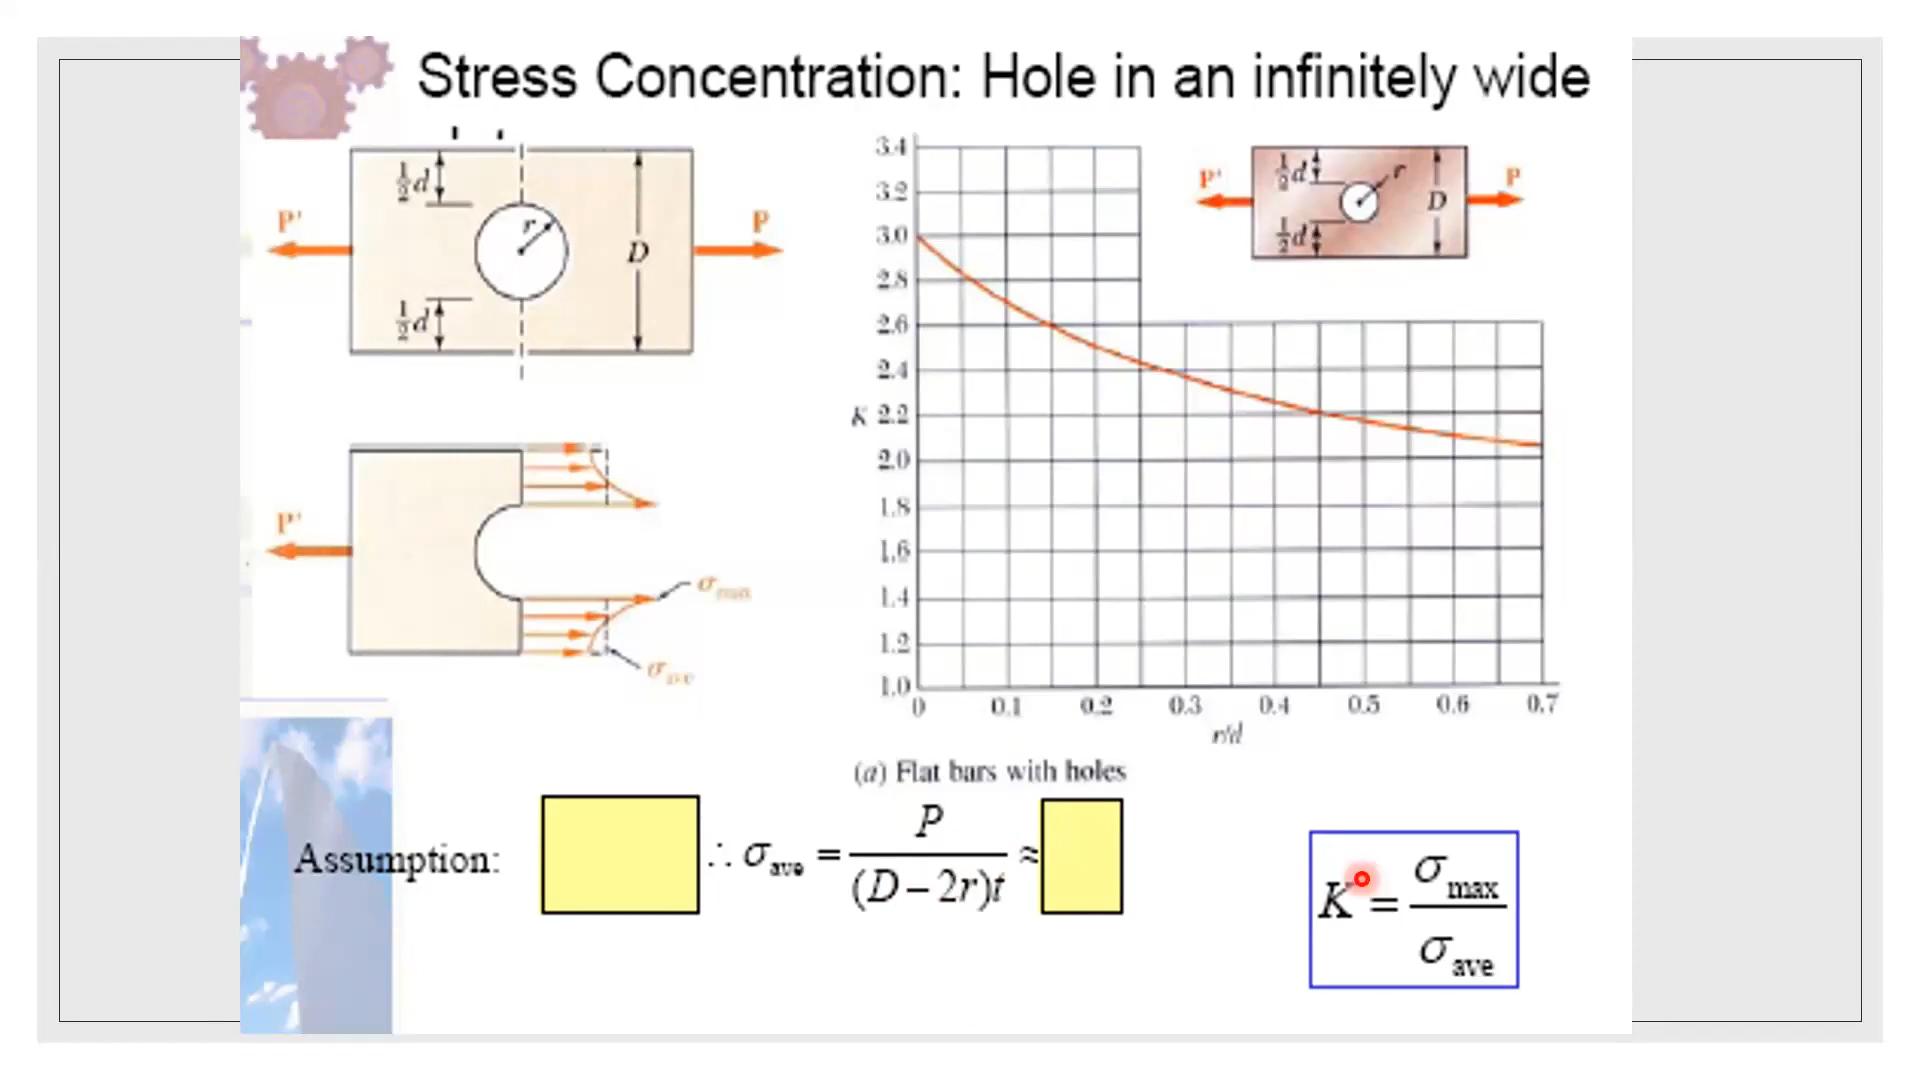 Stress Concentration: Hole in an infinitely wide
½d
r
P'
P
D
½d
P'
σmax
σave
3.4
3.2
3.0
2.8
2.6
2.4
K 2.2
2.0
1.8
1.6
1.4
1.2
1.0
0 0.1 0.2 0.3 0.4 0.5 0.6 0.7
r/d
½d
r
P'
P
D
½d
(a) Flat bars with holes
Assumption: ∴ σave = P / (D − 2r)t ≈
K = σmax / σave